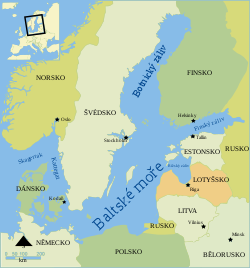 NORSKO
Oslo
ŠVÉDSKO
Stockholm
Botnický záliv
FINSKO
Helsinky
Finský záliv
Tallin
ESTONSKO
RUSKO
Baltské moře
LOTYŠSKO
Riga
Skagerrak
Kattegat
DÁNSKO
Kodaň
LITVA
Vilnius
RUSKO
Minsk
BĚLORUSKO
NĚMECKO
POLSKO
km